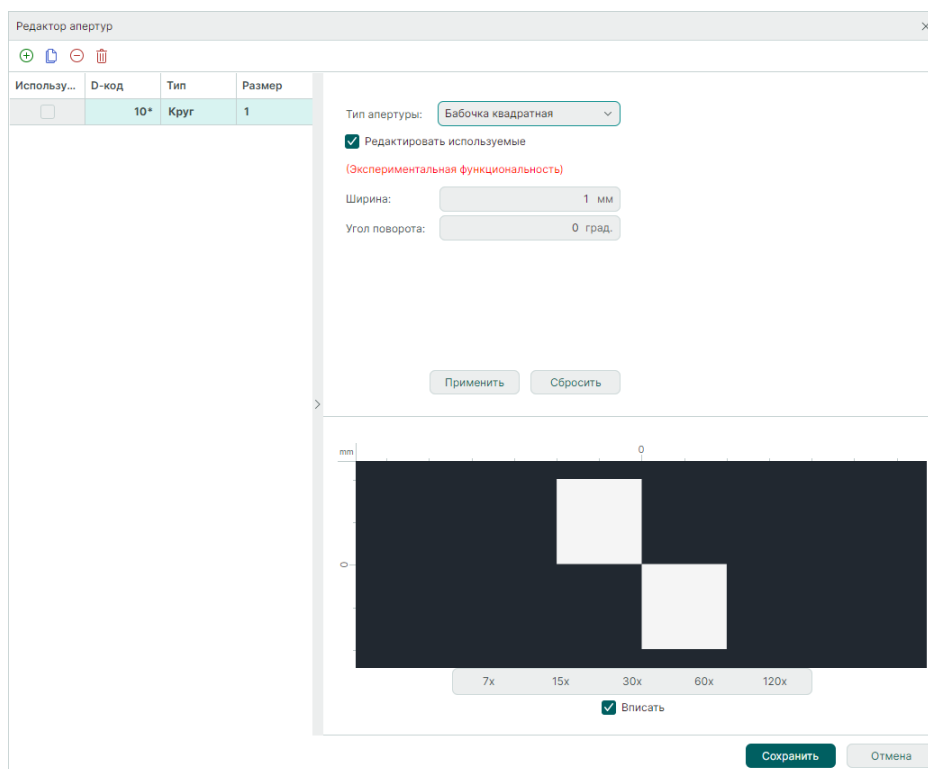 Редактор апертур
Использу... D-код Тип Размер
10* Круг 1
Тип апертуры: Бабочка квадратная
Редактировать используемые
(Экспериментальная функциональность)
Ширина: 1 мм
Угол поворота: 0 град.
Применить Сбросить
mm 0
0
7x 15x 30x 60x 120x
Вписать
Сохранить Отмена